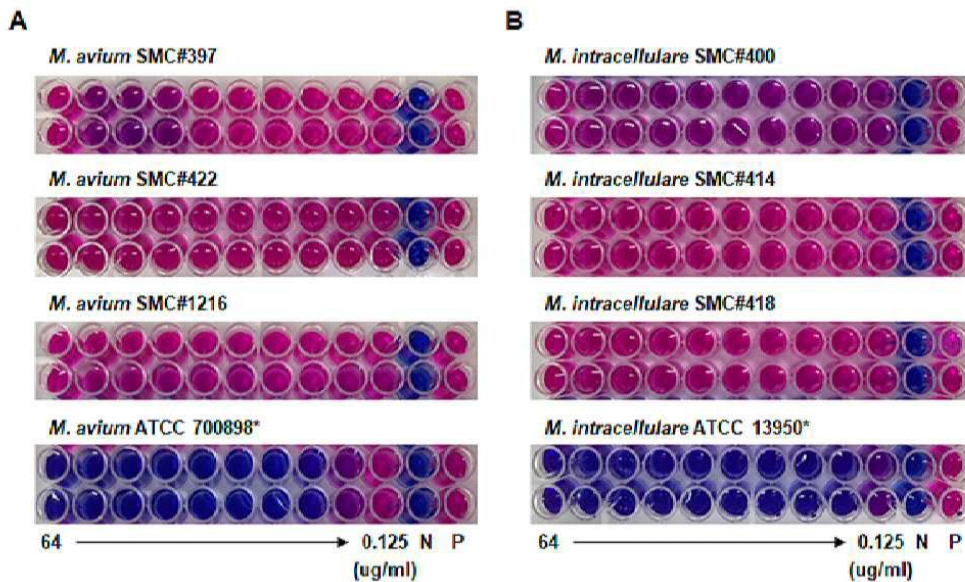 A
M. avium SMC#397
M. avium SMC#422
M. avium SMC#1216
M. avium ATCC 700898*
64 0.125 N P
(ug/ml)
B
M. intracellulare SMC#400
M. intracellulare SMC#414
M. intracellulare SMC#418
M. intracellulare ATCC 13950*
64 0.125 N P
(ug/ml)